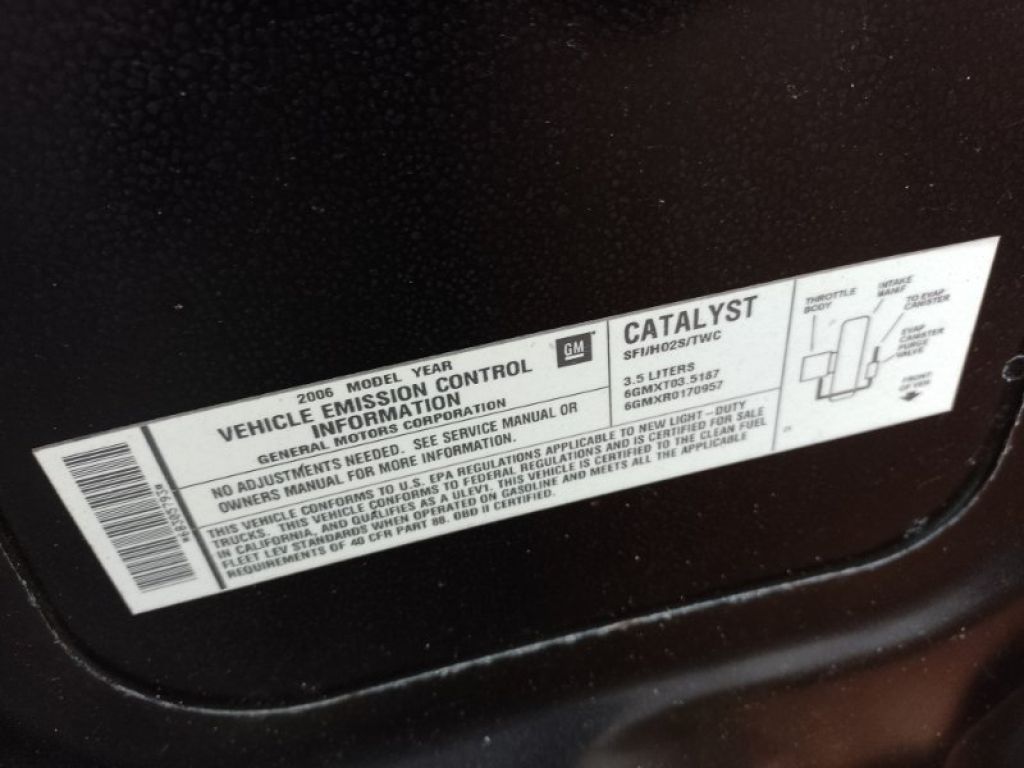 2006 MODEL YEAR
VEHICLE EMISSION CONTROL
INFORMATION
GENERAL MOTORS CORPORATION
GM
NO ADJUSTMENTS NEEDED. SEE SERVICE MANUAL OR
OWNERS MANUAL FOR MORE INFORMATION.
CATALYST
SFI/HO2S/TWC
3.5 LITERS
6GMXT03.5187
6GMXR0170957
THIS VEHICLE CONFORMS TO U.S. EPA REGULATIONS APPLICABLE TO NEW LIGHT-DUTY
TRUCKS. THIS VEHICLE CONFORMS TO FEDERAL REGULATIONS AND IS CERTIFIED FOR SALE
IN CALIFORNIA, AND QUALIFIES AS A ULEV1. THIS VEHICLE IS CERTIFIED TO THE CLEAN FUEL
FLEET LEV STANDARDS WHEN OPERATED ON GASOLINE AND MEETS ALL THE APPLICABLE
REQUIREMENTS OF 40 CFR PART 88. OBD II CERTIFIED.
THROTTLE
BODY
INTAKE
MANIF
TO EVAP
CANISTER
EVAP
CANISTER
PURGE
VALVE
FRONT
OF VEH